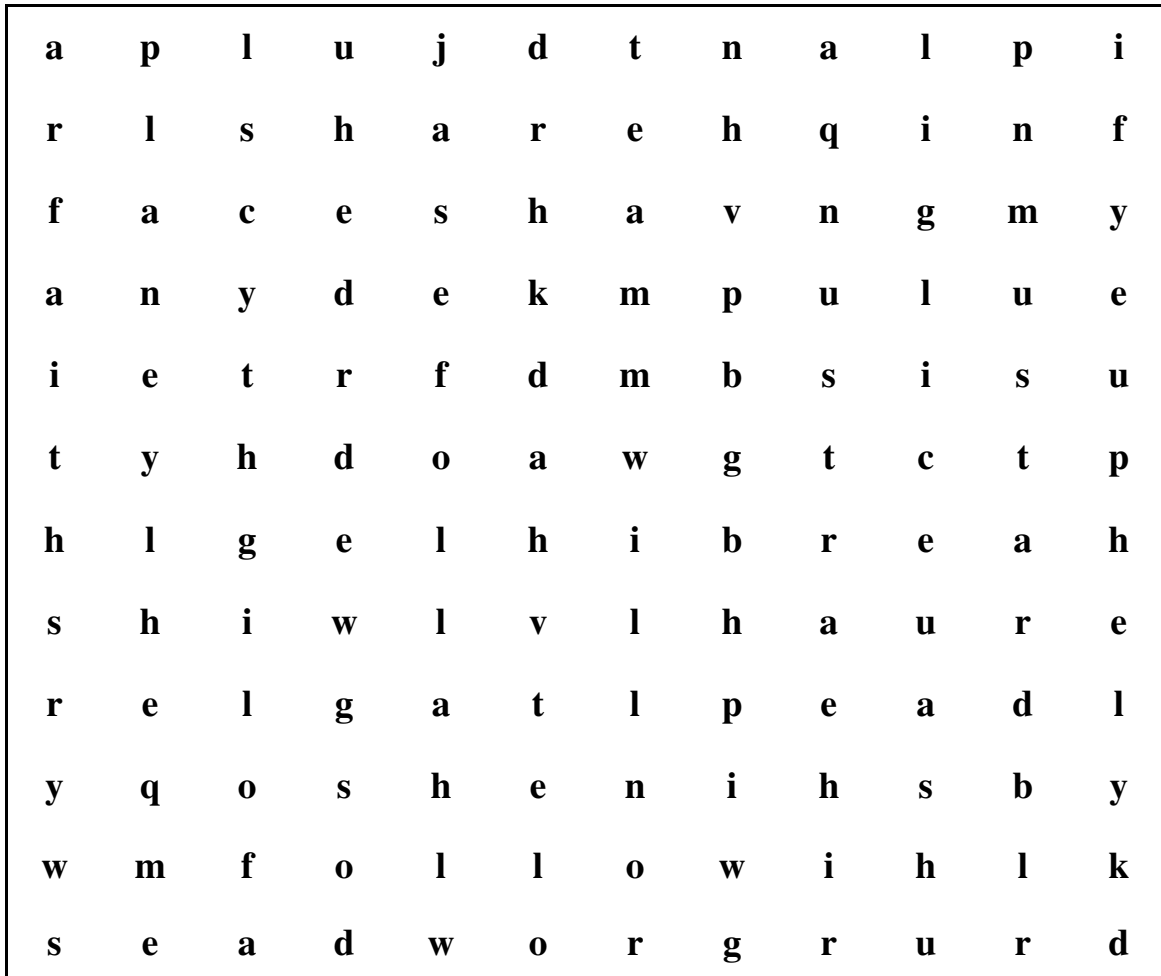 a p l u j d t n a l p i
r l s h a r e h q i n f
f a c e s h a v n g m y
a n y d e k m p u l u e
i e t r f d m b s i s u
t y h d o a w g t c t p
h l g e l h i b r e a h
s h i w l v l h a u r e
r e l g a t l p e a d l
y q o s h e n i h s b y
w m f o l l o w i h l k
s e a d w o r g r u r d